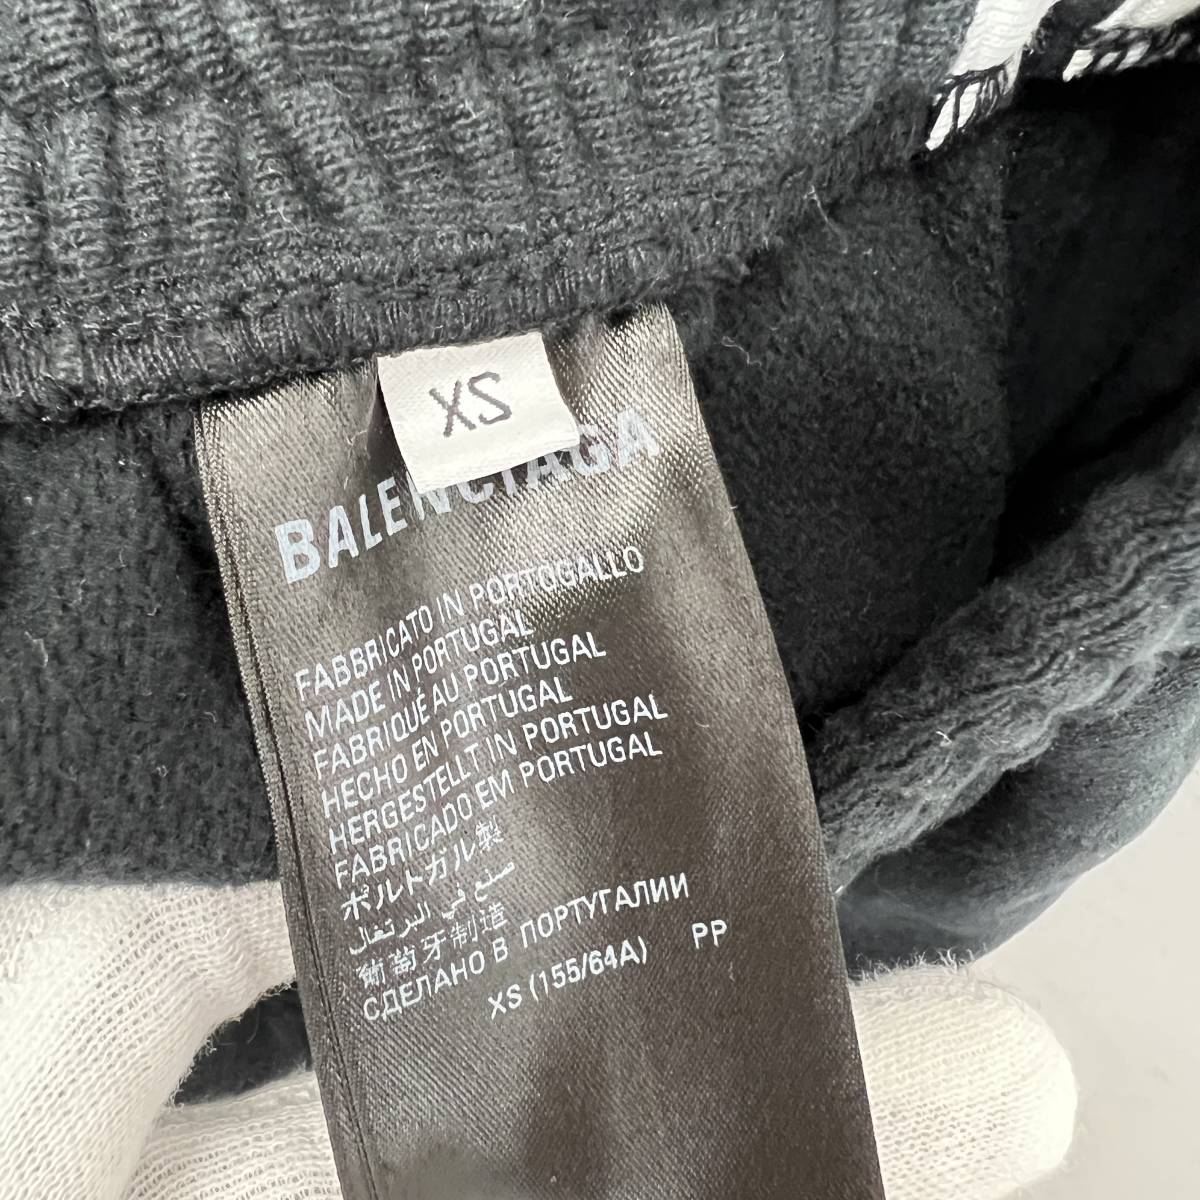 XS
BALENCIAGA
FABBRICATO IN PORTOGALLO
MADE IN PORTUGAL
FABRIQUÉ AU PORTUGAL
HECHO EN PORTUGAL
HERGESTELLT IN PORTUGAL
FABRICADO EM PORTUGAL
ポルトガル製
صنع في البرتغال
葡萄牙制造
СДЕЛАНО В ПОРТУГАЛИИ
XS (155/64A) PP